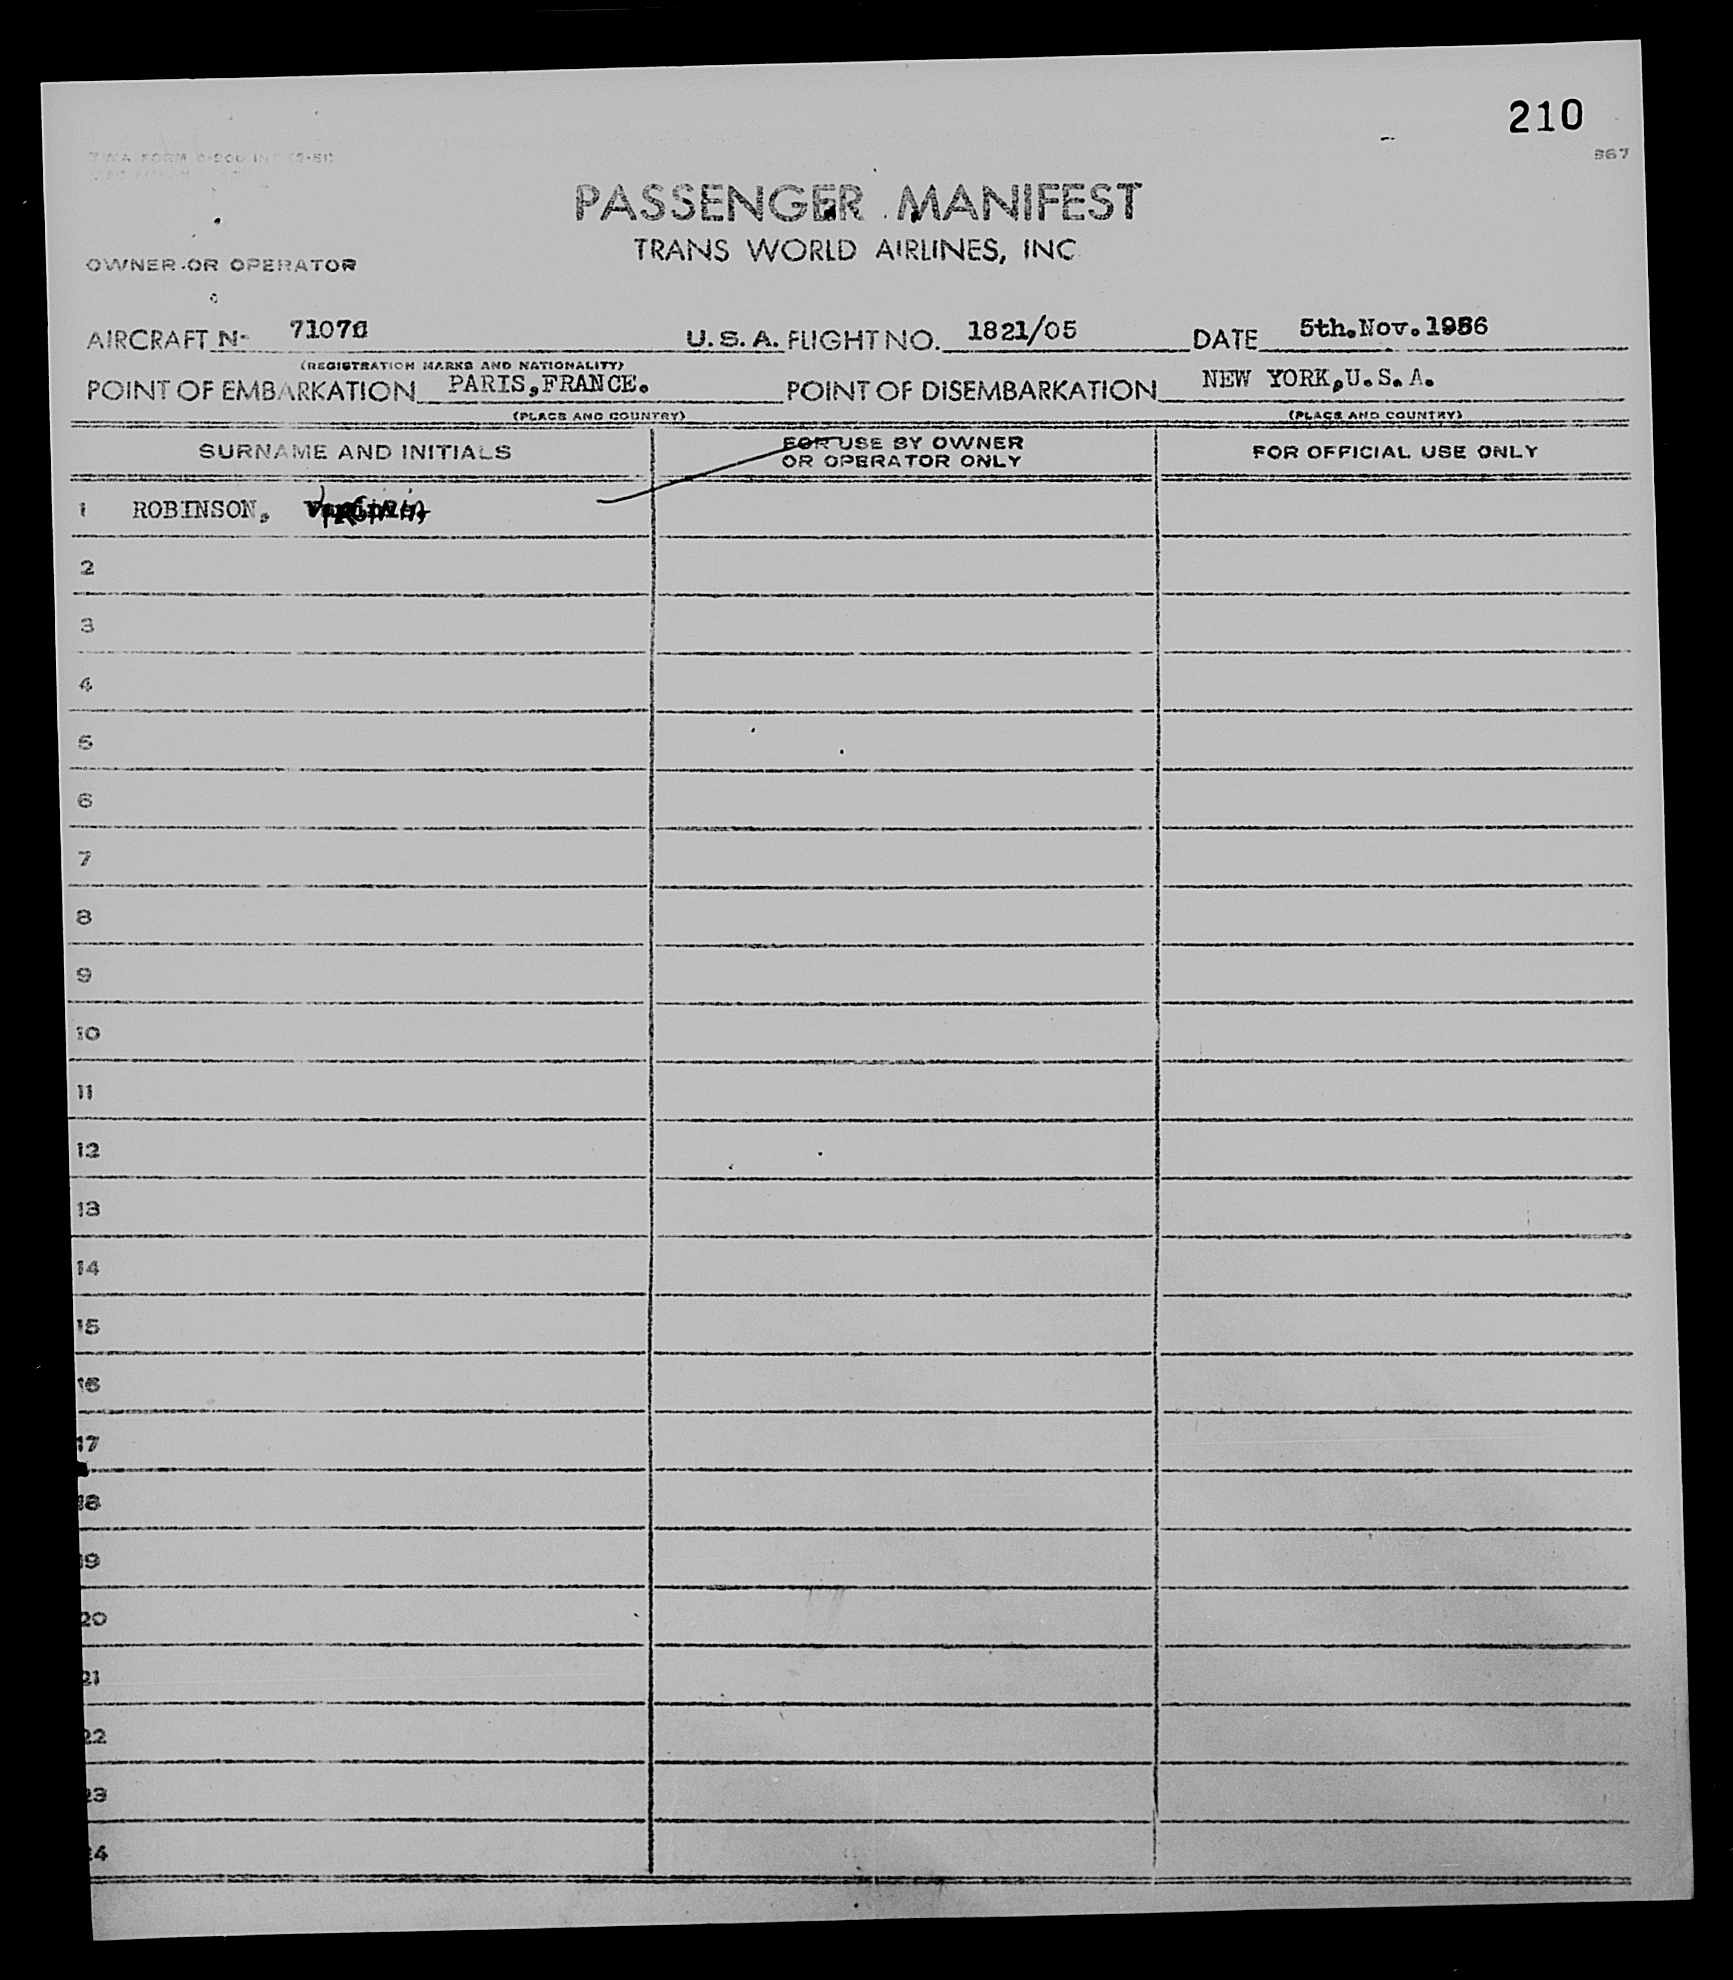 210
967
PASSENGER MANIFEST
TRANS WORLD AIRLINES, INC
OWNER OR OPERATOR
AIRCRAFT N- U.S.A. FLIGHT NO. 1821/05 DATE 5th.Nov.1956
(REGISTRATION MARKS AND NATIONALITY)
POINT OF EMBARKATION PARIS,FRANCE. POINT OF DISEMBARKATION NEW YORK,U.S.A.
(PLACE AND COUNTRY) (PLACE AND COUNTRY)
SURNAME AND INITIALS FOR USE BY OWNER OR OPERATOR ONLY FOR OFFICIAL USE ONLY
1 ROBINSON, Virginia
2
3
4
5
6
7
8
9
10
11
12
13
14
15
16
17
18
19
20
21
22
23
24